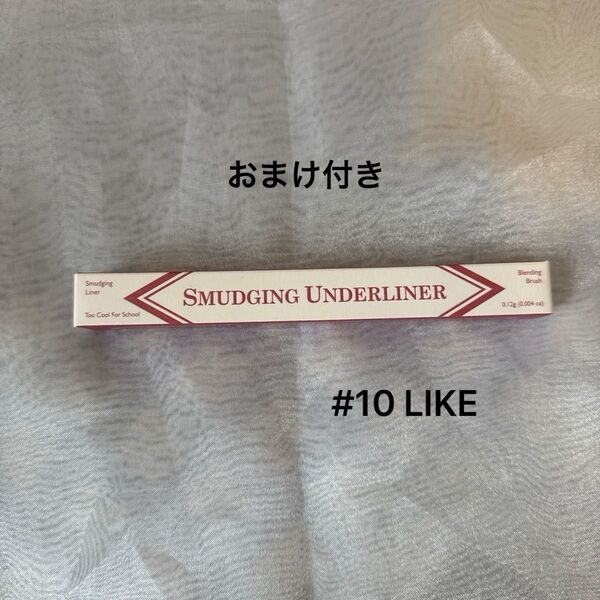 おまけ付き
Smudging
Liner
SMUDGING UNDERLINER
Blending
Brush
Too Cool For School
0.12g (0.004 oz)
#10 LIKE